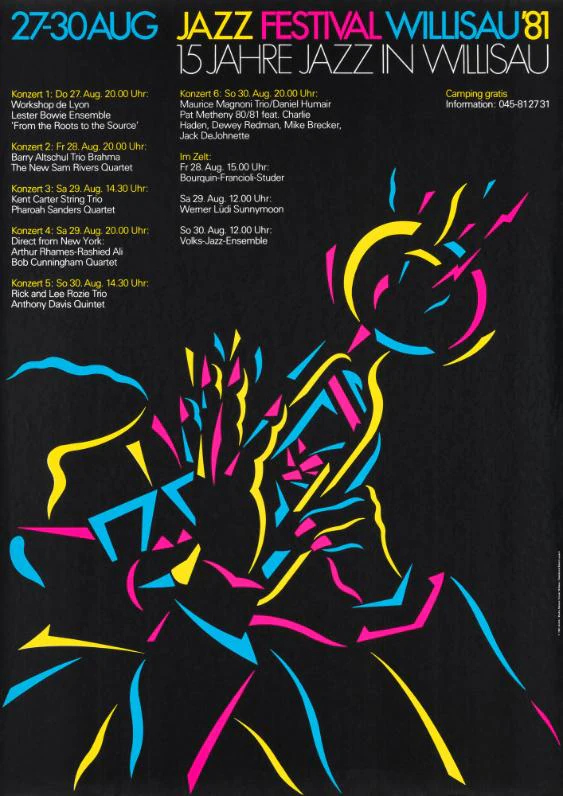 27-30 AUG JAZZ FESTIVAL WILLISAU '81
15 JAHRE JAZZ IN WILLISAU
Konzert 1: Do 27. Aug. 20.00 Uhr:
Workshop de Lyon
Lester Bowie Ensemble
'From the Roots to the Source'
Konzert 2: Fr 28. Aug. 20.00 Uhr:
Barry Altschul Trio Brahma
The New Sam Rivers Quartet
Konzert 3: Sa 29. Aug. 14.30 Uhr:
Kent Carter String Trio
Pharoah Sanders Quartet
Konzert 4: Sa 29. Aug. 20.00 Uhr:
Direct from New York:
Arthur Rhames-Rashied Ali
Bob Cunningham Quartet
Konzert 5: So 30. Aug. 14.30 Uhr:
Rick and Lee Rozie Trio
Anthony Davis Quintet
Konzert 6: So 30. Aug. 20.00 Uhr:
Maurice Magnoni Trio/Daniel Humair
Pat Metheny 80/81 feat. Charlie
Haden, Dewey Redman, Mike Brecker,
Jack DeJohnette
Im Zelt:
Fr 28. Aug. 15.00 Uhr:
Bourquin-Francioli-Studer
Sa 29. Aug. 12.00 Uhr:
Werner Lüdi Sunnymoon
So 30. Aug. 12.00 Uhr:
Volks-Jazz-Ensemble
Camping gratis
Information: 045-812731